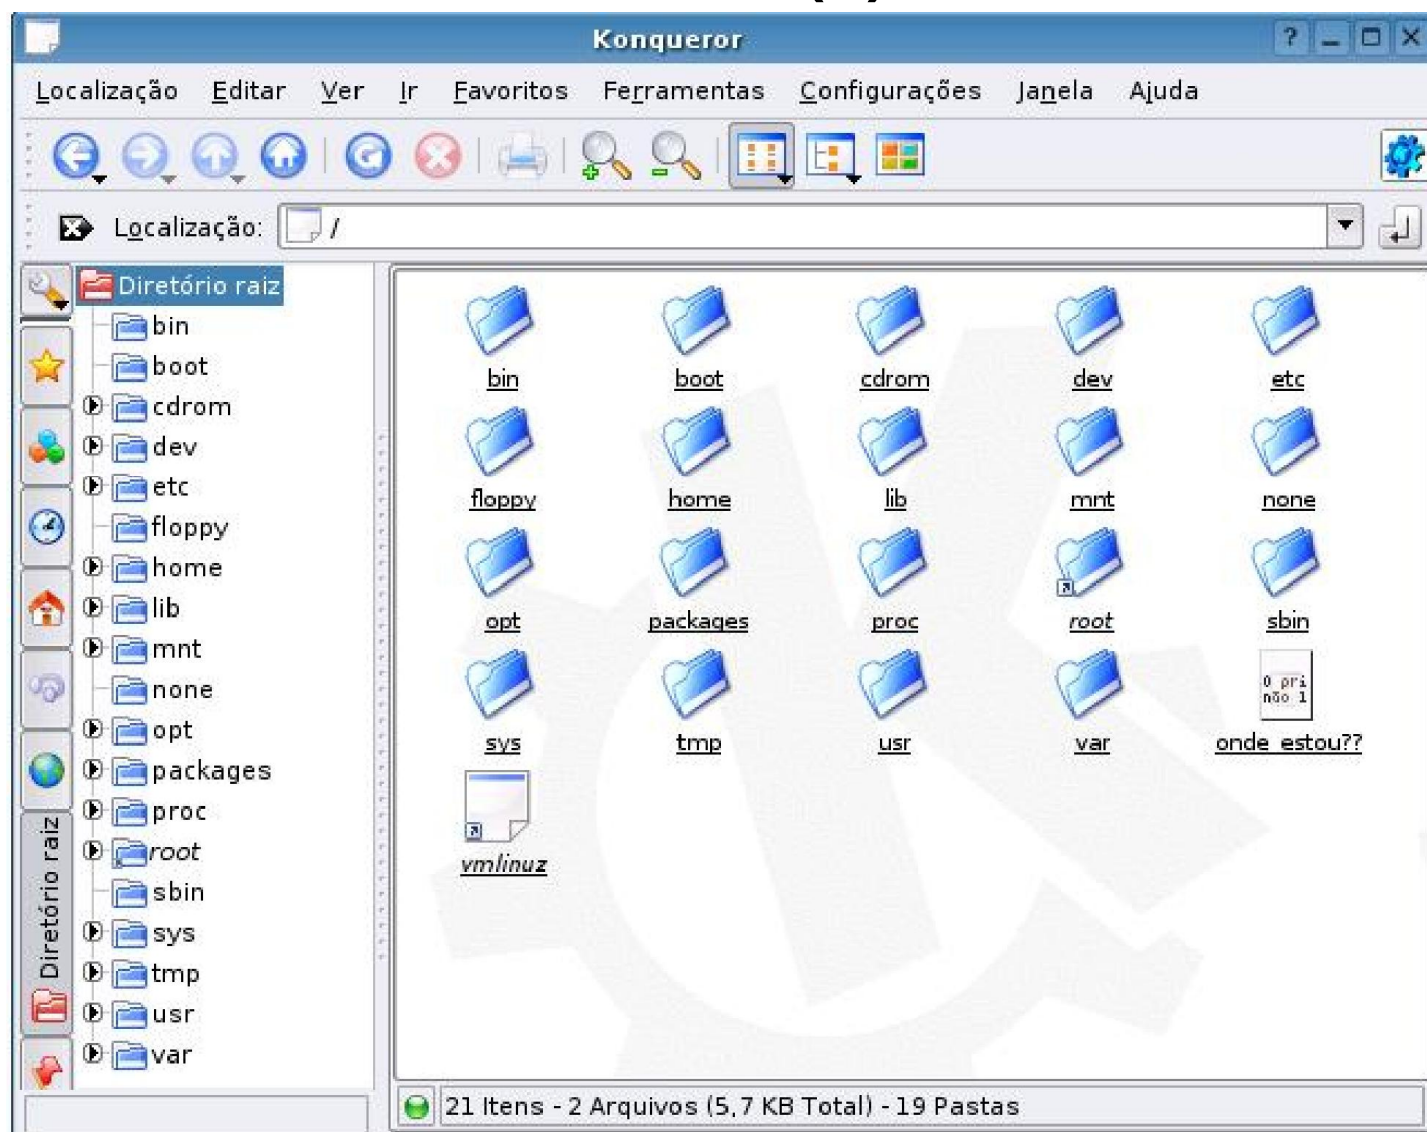 Konqueror
Localização Editar Ver Ir Favoritos Ferramentas Configurações Janela Ajuda
Localização: /
Diretório raiz
bin
boot
cdrom
dev
etc
floppy
home
lib
mnt
none
opt
packages
proc
root
sbin
sys
tmp
usr
var
Diretório raiz
bin boot cdrom dev etc
floppy home lib mnt none
opt packages proc root sbin
O pri
não l
sys tmp usr var onde estou??
vmlinuz
21 Itens - 2 Arquivos (5,7 KB Total) - 19 Pastas